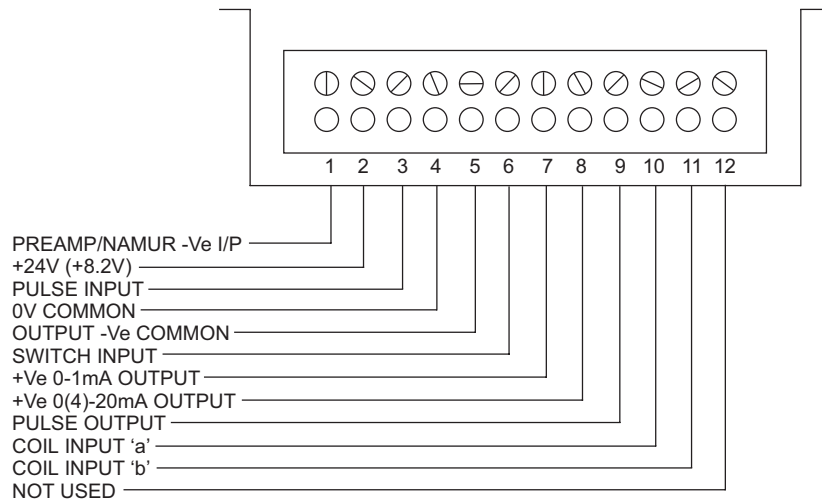 1 2 3 4 5 6 7 8 9 10 11 12
PREAMP/NAMUR -Ve I/P
+24V (+8.2V)
PULSE INPUT
0V COMMON
OUTPUT -Ve COMMON
SWITCH INPUT
+Ve 0-1mA OUTPUT
+Ve 0(4)-20mA OUTPUT
PULSE OUTPUT
COIL INPUT ‘a’
COIL INPUT ‘b’
NOT USED